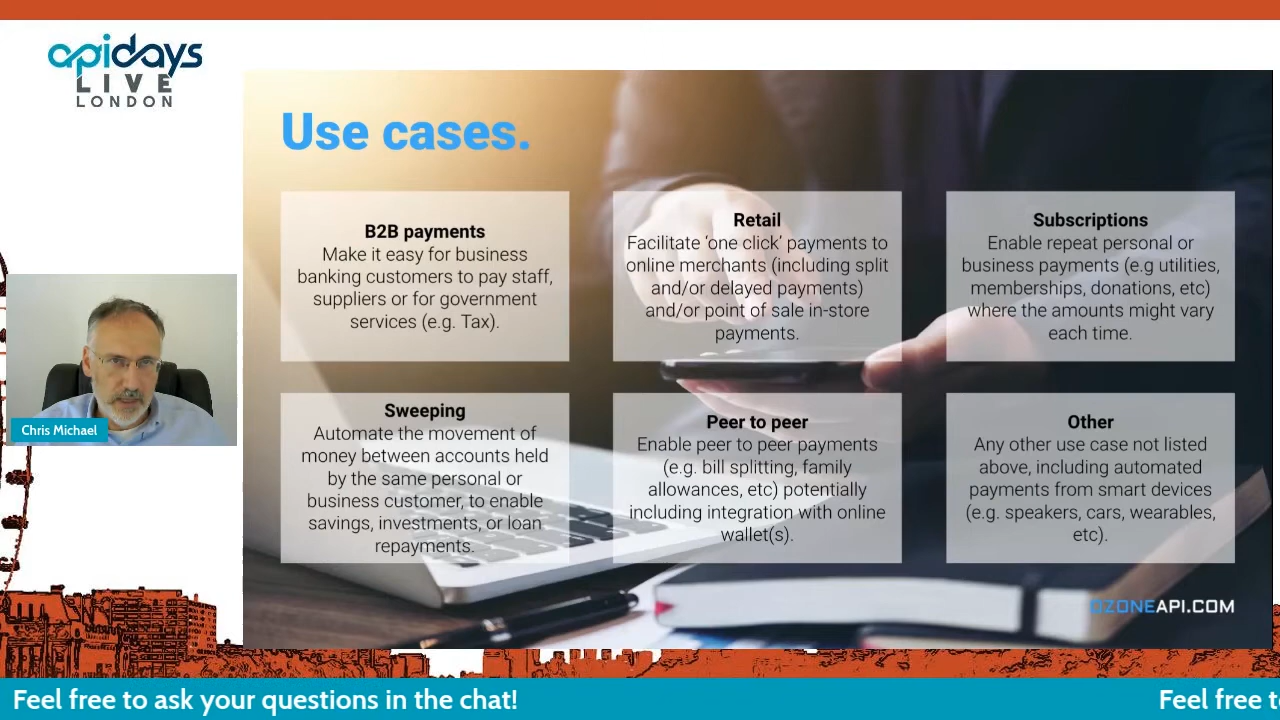 apidays
LIVE
LONDON
Use cases.
B2B payments
Make it easy for business
banking customers to pay staff,
suppliers or for government
services (e.g. Tax).
Retail
Facilitate ‘one click’ payments to
online merchants (including split
and/or delayed payments)
and/or point of sale in-store
payments.
Subscriptions
Enable repeat personal or
business payments (e.g utilities,
memberships, donations, etc)
where the amounts might vary
each time.
Sweeping
Automate the movement of
money between accounts held
by the same personal or
business customer, to enable
savings, investments, or loan
repayments.
Peer to peer
Enable peer to peer payments
(e.g. bill splitting, family
allowances, etc) potentially
including integration with online
wallet(s).
Other
Any other use case not listed
above, including automated
payments from smart devices
(e.g. speakers, cars, wearables,
etc).
Chris Michael
OZONEAPI.COM
Feel free to ask your questions in the chat!
Feel free t